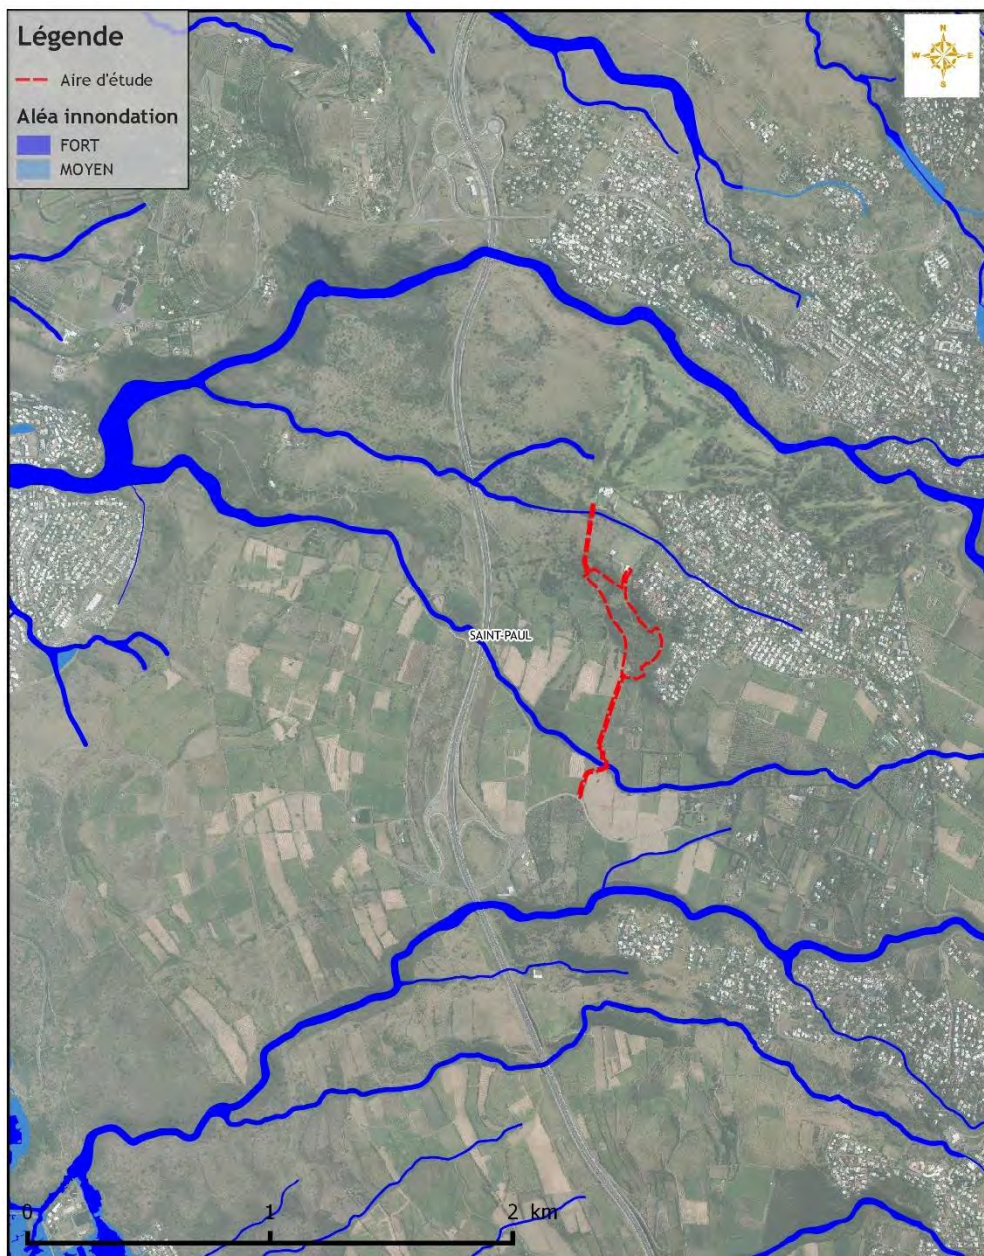 Légende
Aire d'étude
Aléa innondation
FORT
MOYEN
N
W E
S
SAINT-PAUL
0 1 2 km